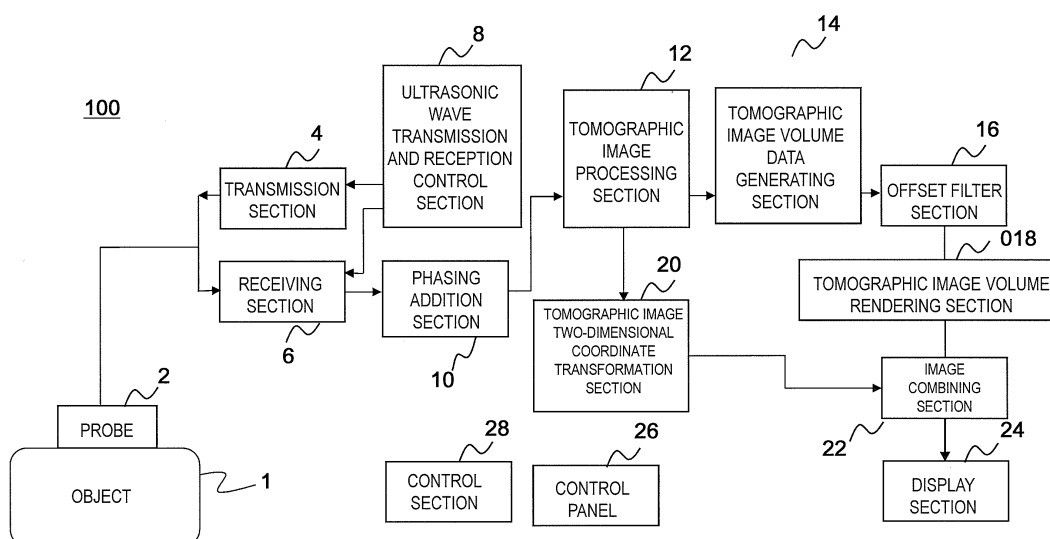 100
8
ULTRASONIC
WAVE
TRANSMISSION
AND RECEPTION
CONTROL
SECTION
12
TOMOGRAPHIC
IMAGE
PROCESSING
SECTION
14
TOMOGRAPHIC
IMAGE VOLUME
DATA
GENERATING
SECTION
16
OFFSET FILTER
SECTION
4
TRANSMISSION
SECTION
RECEIVING
SECTION
6
PHASING
ADDITION
SECTION
10
20
TOMOGRAPHIC IMAGE
TWO-DIMENSIONAL
COORDINATE
TRANSFORMATION
SECTION
018
TOMOGRAPHIC IMAGE VOLUME
RENDERING SECTION
IMAGE
COMBINING
SECTION
22
24
DISPLAY
SECTION
2
PROBE
1
OBJECT
28
CONTROL
SECTION
26
CONTROL
PANEL